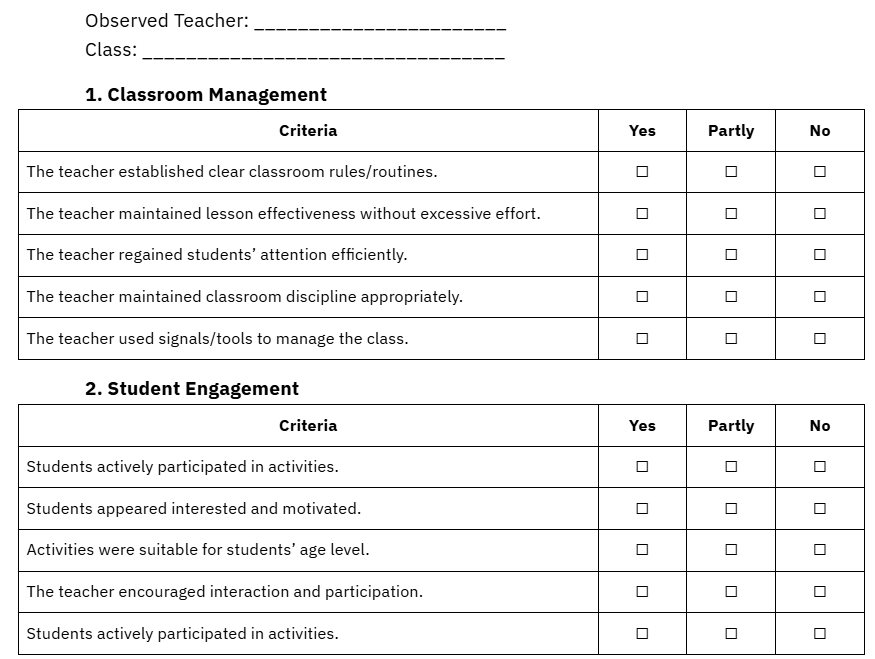 Observed Teacher: _______________________
Class: _________________________________
1. Classroom Management
Criteria Yes Partly No
The teacher established clear classroom rules/routines. ☐ ☐ ☐
The teacher maintained lesson effectiveness without excessive effort. ☐ ☐ ☐
The teacher regained students’ attention efficiently. ☐ ☐ ☐
The teacher maintained classroom discipline appropriately. ☐ ☐ ☐
The teacher used signals/tools to manage the class. ☐ ☐ ☐
2. Student Engagement
Criteria Yes Partly No
Students actively participated in activities. ☐ ☐ ☐
Students appeared interested and motivated. ☐ ☐ ☐
Activities were suitable for students’ age level. ☐ ☐ ☐
The teacher encouraged interaction and participation. ☐ ☐ ☐
Students actively participated in activities. ☐ ☐ ☐